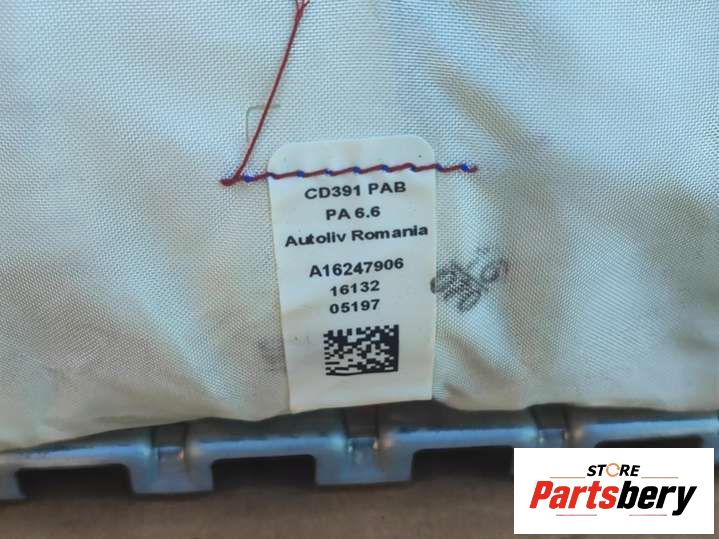 CD391 PAB
PA 6.6
Autoliv Romania
A16247906
16132
05197
STORE
Partsbery